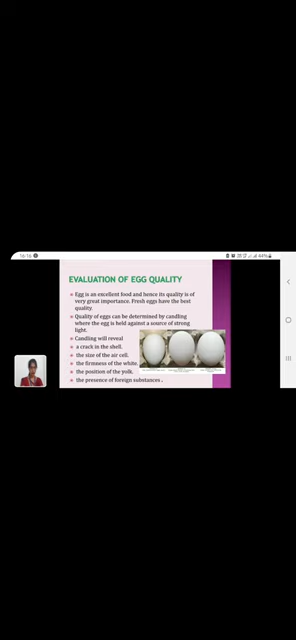 16:16
44%
EVALUATION OF EGG QUALITY
Egg is an excellent food and hence its quality is of
very great importance. Fresh eggs have the best
quality.
Quality of eggs can be determined by candling
where the egg is held against a source of strong
light.
Candling will reveal
a crack in the shell.
the size of the air cell.
the firmness of the white.
the position of the yolk.
the presence of foreign substances .